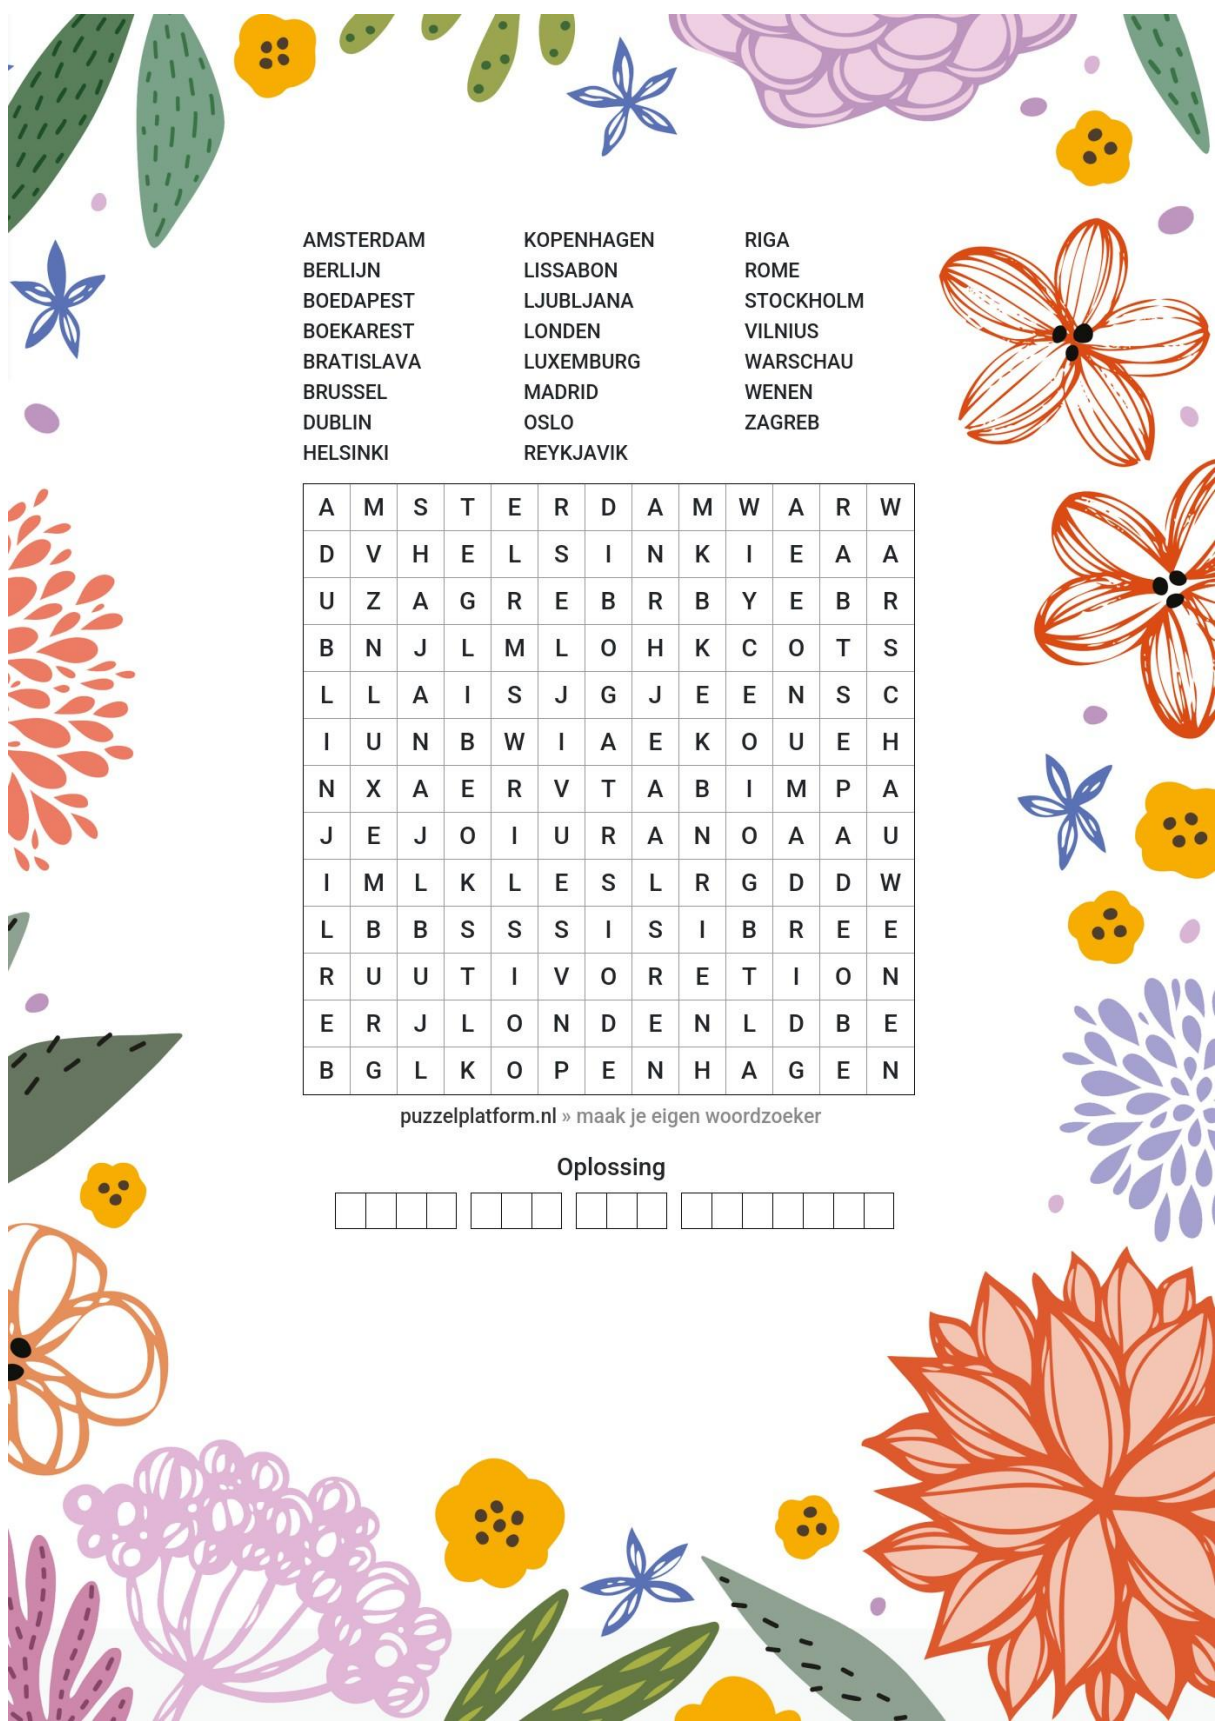 AMSTERDAM KOPENHAGEN RIGA
BERLIJN LISSABON ROME
BOEDAPEST LJUBLJANA STOCKHOLM
BOEKAREST LONDEN VILNIUS
BRATISLAVA LUXEMBURG WARSCHAU
BRUSSEL MADRID WENEN
DUBLIN OSLO ZAGREB
HELSINKI REYKJAVIK
A M S T E R D A M W A R W
D V H E L S I N K I E A A
U Z A G R E B R B Y E B R
B N J L M L O H K C O T S
L L A I S J G J E E N S C
I U N B W I A E K O U E H
N X A E R V T A B I M P A
J E J O I U R A N O A A U
I M L K L E S L R G D D W
L B B S S S I S I B R E E
R U U T I V O R E T I O N
E R J L O N D E N L D B E
B G L K O P E N H A G E N
puzzelplatform.nl » maak je eigen woordzoeker
Oplossing